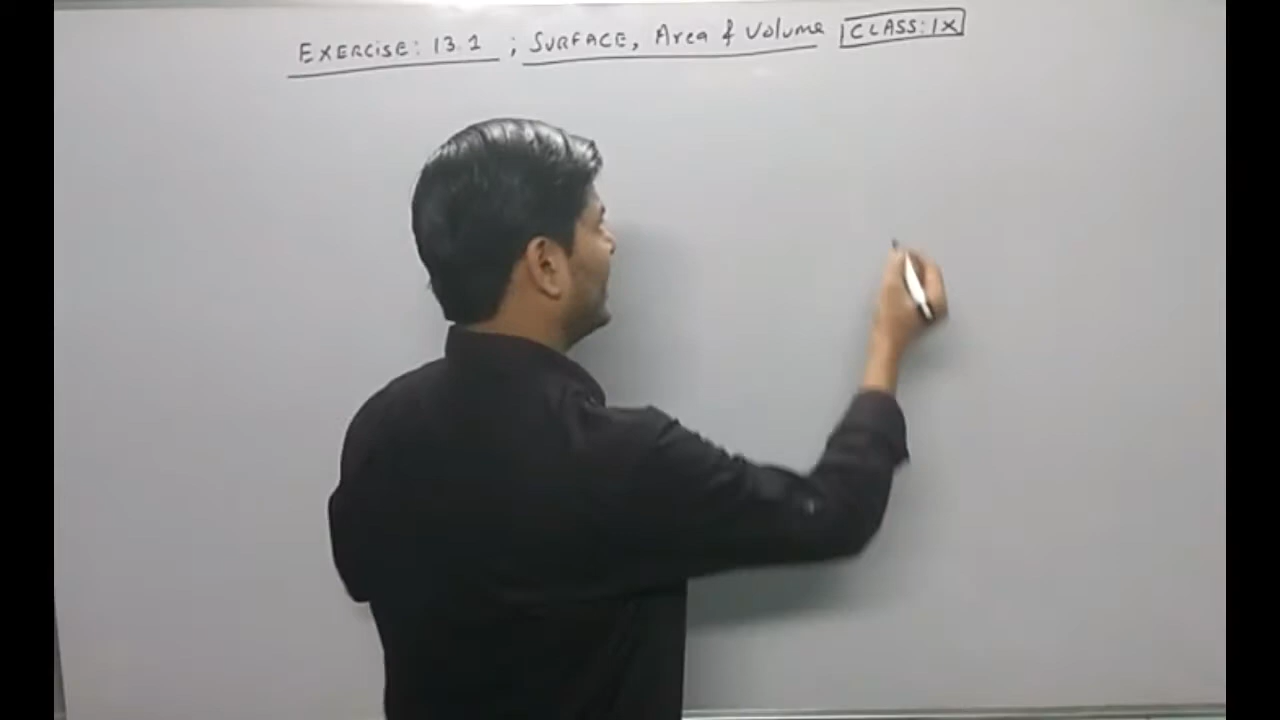 EXERCISE: 13.1 ; SURFACE, Area & Volume CLASS: IX